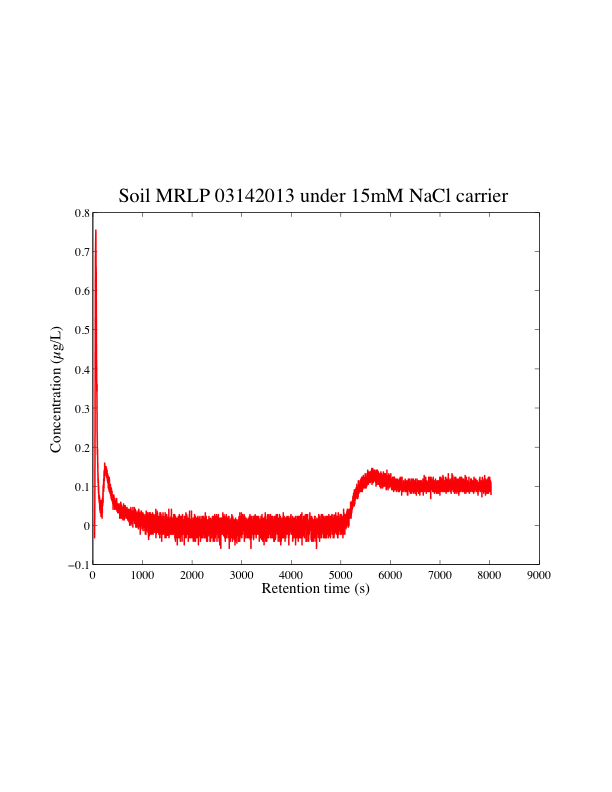 Soil MRLP 03142013 under 15mM NaCl carrier
0.8
0.7
0.6
0.5
0.4
0.3
0.2
0.1
0
−0.1
Concentration (µg/L)
0 1000 2000 3000 4000 5000 6000 7000 8000 9000
Retention time (s)